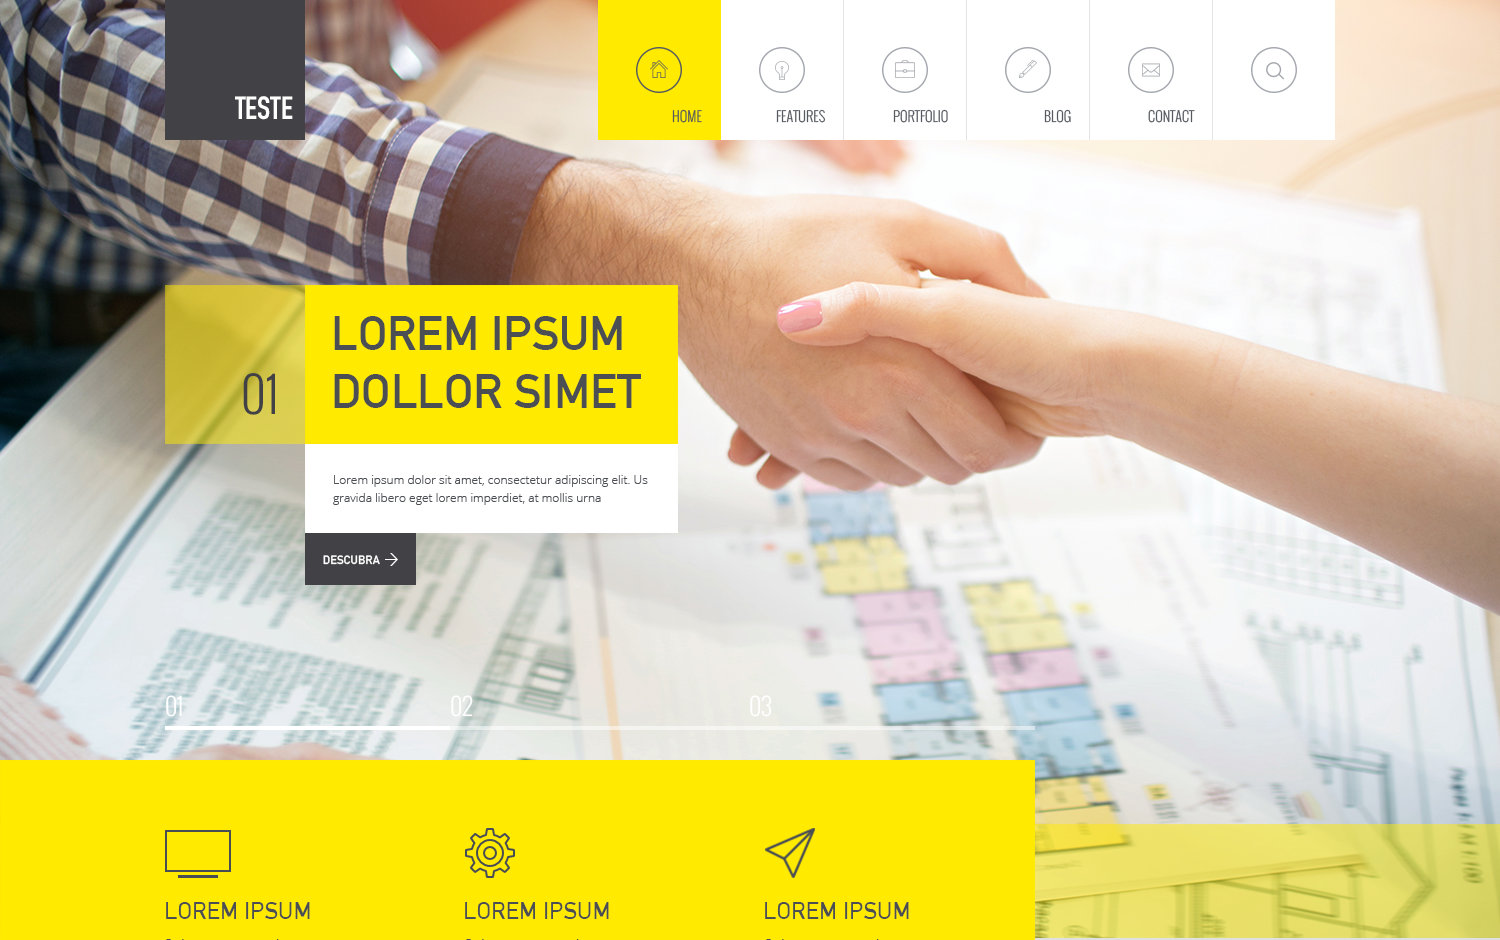 TESTE
HOME
FEATURES
PORTFOLIO
BLOG
CONTACT
LOREM IPSUM
DOLLOR SIMET
01
Lorem ipsum dolor sit amet, consectetur adipiscing elit. Us
gravida libero eget lorem imperdiet, at mollis urna
DESCUBRA
01
02
03
LOREM IPSUM
LOREM IPSUM
LOREM IPSUM